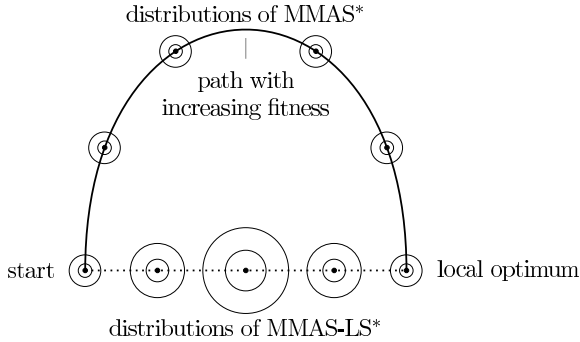 distributions of MMAS*
path with
increasing fitness
start
local optimum
distributions of MMAS-LS*